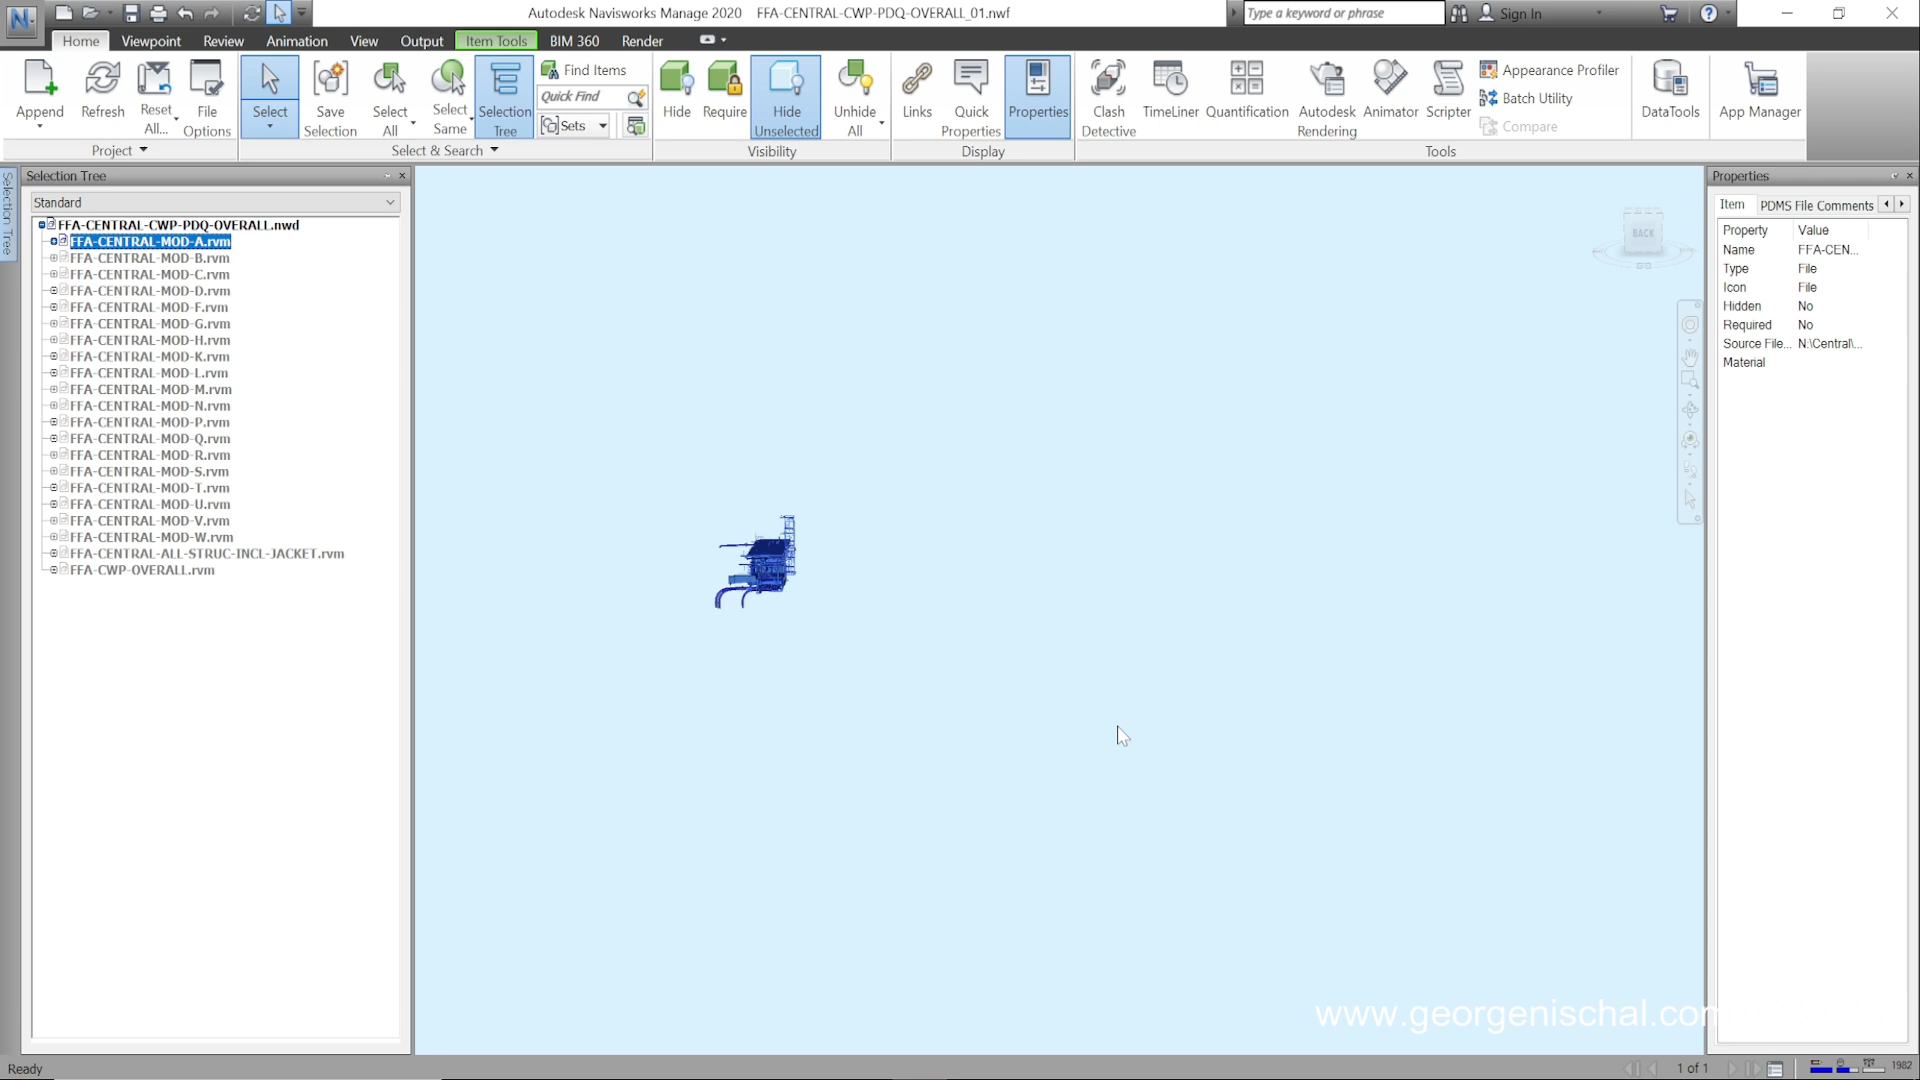 Autodesk Navisworks Manage 2020 FFA-CENTRAL-CWP-PDQ-OVERALL_01.nwf
Type a keyword or phrase
Sign In
Home Viewpoint Review Animation View Output Item Tools BIM 360 Render
Append
Refresh
Reset All...
File Options
Project
Select
Save Selection
Select All
Select Same
Selection Tree
Find Items
Quick Find
Sets
Select & Search
Hide
Require
Hide Unselected
Unhide All
Visibility
Links
Quick Properties
Properties
Display
Clash Detective
TimeLiner
Quantification
Autodesk Rendering
Animator
Scripter
Appearance Profiler
Batch Utility
Compare
Tools
DataTools
App Manager
Selection Tree
Selection Tree
Standard
FFA-CENTRAL-CWP-PDQ-OVERALL.nwd
FFA-CENTRAL-MOD-A.rvm
FFA-CENTRAL-MOD-B.rvm
FFA-CENTRAL-MOD-C.rvm
FFA-CENTRAL-MOD-D.rvm
FFA-CENTRAL-MOD-F.rvm
FFA-CENTRAL-MOD-G.rvm
FFA-CENTRAL-MOD-H.rvm
FFA-CENTRAL-MOD-K.rvm
FFA-CENTRAL-MOD-L.rvm
FFA-CENTRAL-MOD-M.rvm
FFA-CENTRAL-MOD-N.rvm
FFA-CENTRAL-MOD-P.rvm
FFA-CENTRAL-MOD-Q.rvm
FFA-CENTRAL-MOD-R.rvm
FFA-CENTRAL-MOD-S.rvm
FFA-CENTRAL-MOD-T.rvm
FFA-CENTRAL-MOD-U.rvm
FFA-CENTRAL-MOD-V.rvm
FFA-CENTRAL-MOD-W.rvm
FFA-CENTRAL-ALL-STRUC-INCL-JACKET.rvm
FFA-CWP-OVERALL.rvm
BACK
Properties
Item PDMS File Comments
Property Value
Name FFA-CEN...
Type File
Icon File
Hidden No
Required No
Source File... N:\Central\...
Material
www.georgenischal.com
Ready
1 of 1
1982